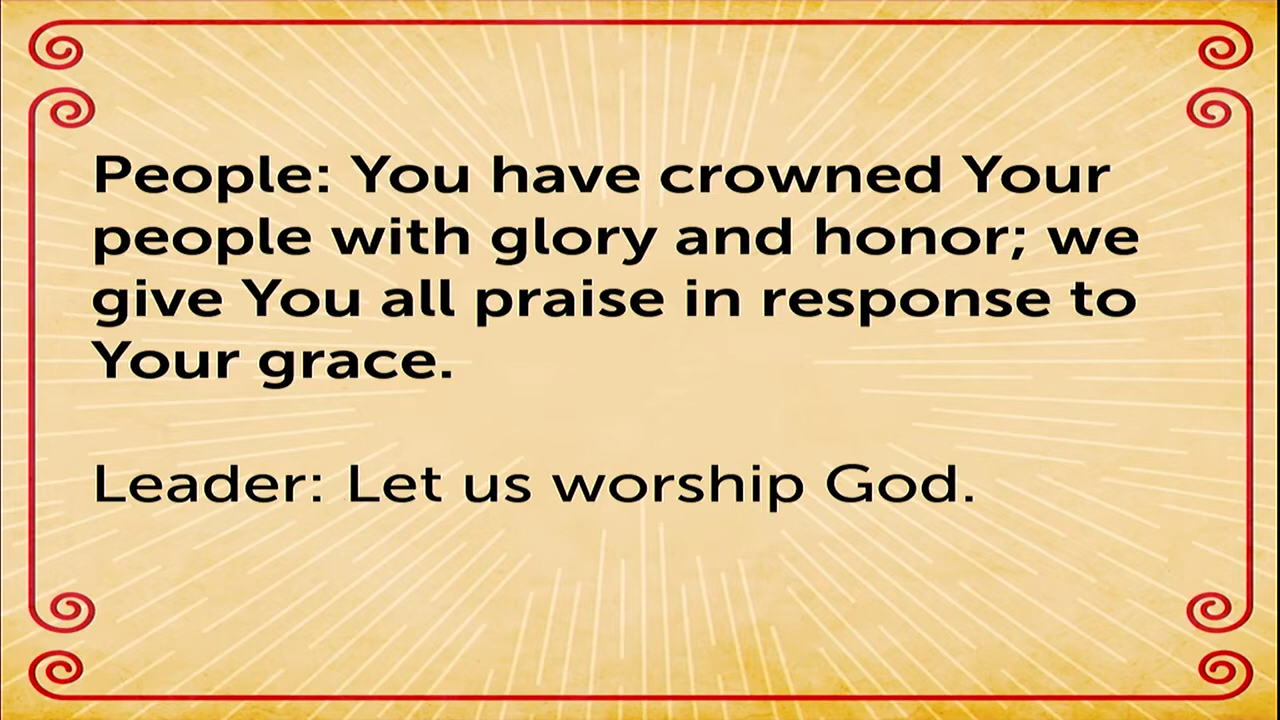 People: You have crowned Your
people with glory and honor; we
give You all praise in response to
Your grace.
Leader: Let us worship God.